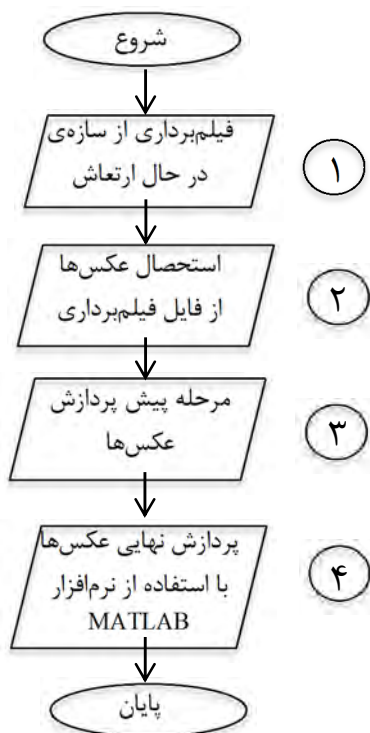 شروع
فیلم‌برداری از سازه‌ی
در حال ارتعاش
۱
استحصال عکس‌ها
از فایل فیلم‌برداری
۲
مرحله پیش پردازش
عکس‌ها
۳
پردازش نهایی عکس‌ها
با استفاده از نرم‌افزار
MATLAB
۴
پایان